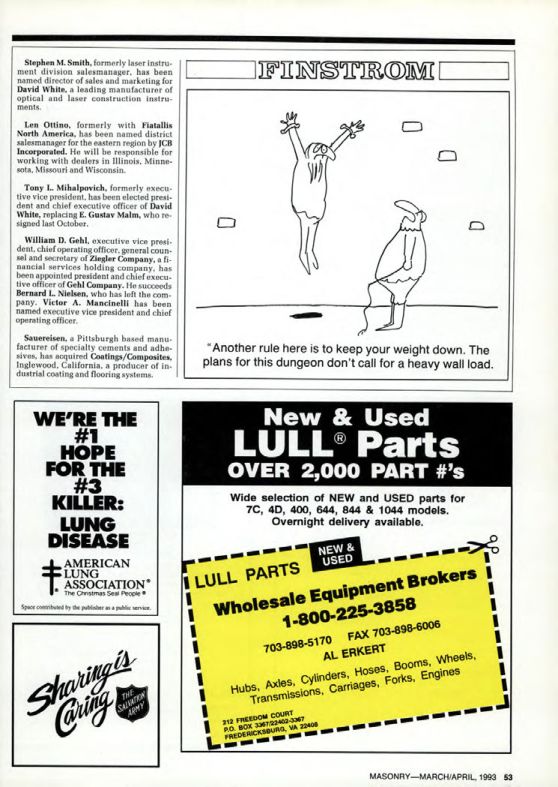 Stephen M. Smith, formerly laser instru-
ment division salesmanager, has been
named director of sales and marketing for
David White, a leading manufacturer of
optical and laser construction instru-
ments.
Len Ottino, formerly with Fiatallis
North America, has been named district
salesmanager for the eastern region by JCB
Incorporated. He will be responsible for
working with dealers in Illinois, Minne-
sota, Missouri and Wisconsin.
Tony L. Mihalpovich, formerly execu-
tive vice president, has been elected presi-
dent and chief executive officer of David
White, replacing E. Gustav Malm, who re-
signed last October.
William D. Gehl, executive vice presi-
dent, chief operating officer, general coun-
sel and secretary of Ziegler Company, a fi-
nancial services holding company, has
been appointed president and chief execu-
tive officer of Gehl Company. He succeeds
Bernard L. Nielsen, who has left the com-
pany. Victor A. Mancinelli has been
named executive vice president and chief
operating officer.
Sauereisen, a Pittsburgh based manu-
facturer of specialty cements and adhe-
sives, has acquired Coatings/Composites,
Inglewood, California, a producer of in-
dustrial coating and flooring systems.
FINSTROM
"Another rule here is to keep your weight down. The
plans for this dungeon don't call for a heavy wall load.
WE'RE THE
#1
HOPE
FOR THE
#3
KILLER:
LUNG
DISEASE
AMERICAN
LUNG
ASSOCIATION®
The Christmas Seal People ®
Space contributed by the publisher as a public service.
Sharing is
Caring
THE
SALVATION
ARMY
New & Used
LULL® Parts
OVER 2,000 PART #'s
Wide selection of NEW and USED parts for
7C, 4D, 400, 644, 844 & 1044 models.
Overnight delivery available.
NEW &
USED
LULL PARTS
Wholesale Equipment Brokers
1-800-225-3858
703-898-5170 FAX 703-898-6006
AL ERKERT
Hubs, Axles, Cylinders, Hoses, Booms, Wheels,
Transmissions, Carriages, Forks, Engines
212 FREEDOM COURT
P.O. BOX 3367/22402-3367
FREDERICKSBURG, VA 22408
MASONRY—MARCH/APRIL, 1993 53